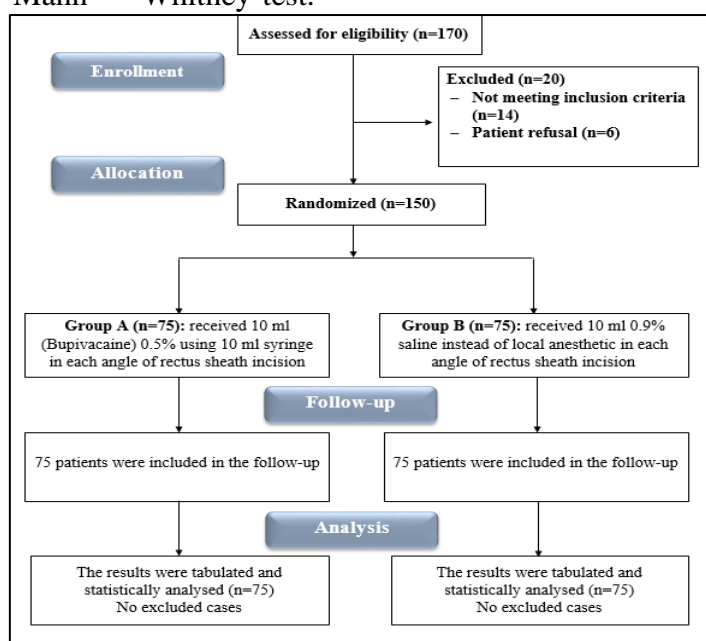 Mann – Whitney test.
Assessed for eligibility (n=170)
Enrollment
Excluded (n=20)
– Not meeting inclusion criteria
(n=14)
– Patient refusal (n=6)
Allocation
Randomized (n=150)
Group A (n=75): received 10 ml
(Bupivacaine) 0.5% using 10 ml syringe
in each angle of rectus sheath incision
Group B (n=75): received 10 ml 0.9%
saline instead of local anesthetic in each
angle of rectus sheath incision
Follow-up
75 patients were included in the follow-up
75 patients were included in the follow-up
Analysis
The results were tabulated and
statistically analysed (n=75)
No excluded cases
The results were tabulated and
statistically analysed (n=75)
No excluded cases